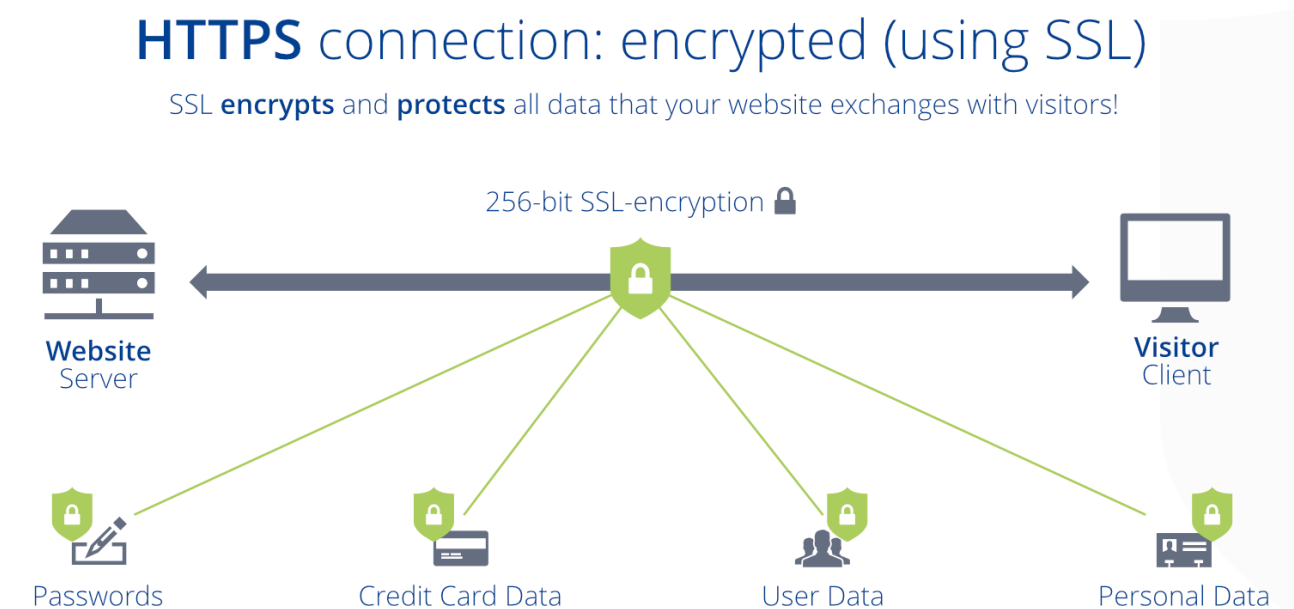 HTTPS connection: encrypted (using SSL)
SSL encrypts and protects all data that your website exchanges with visitors!
256-bit SSL-encryption
Website
Server
Visitor
Client
Passwords
Credit Card Data
User Data
Personal Data